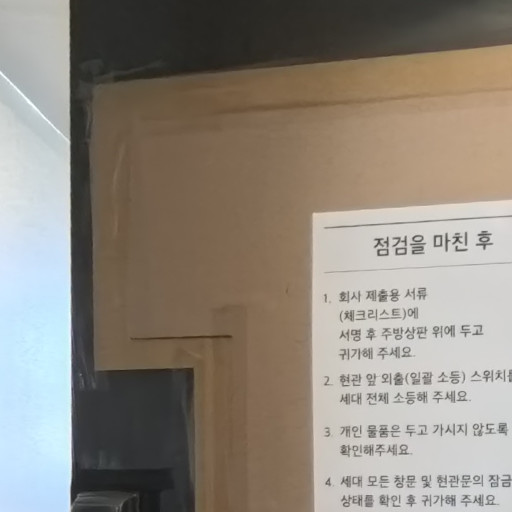 점검을 마친 후
1. 회사 제출용 서류
(체크리스트)에
서명 후 주방상판 위에 두고
귀가해 주세요.
2. 현관 앞 외출(일괄 소등) 스위치를
세대 전체 소등해 주세요.
3. 개인 물품은 두고 가시지 않도록
확인해주세요.
4. 세대 모든 창문 및 현관문의 잠금
상태를 확인 후 귀가해 주세요.